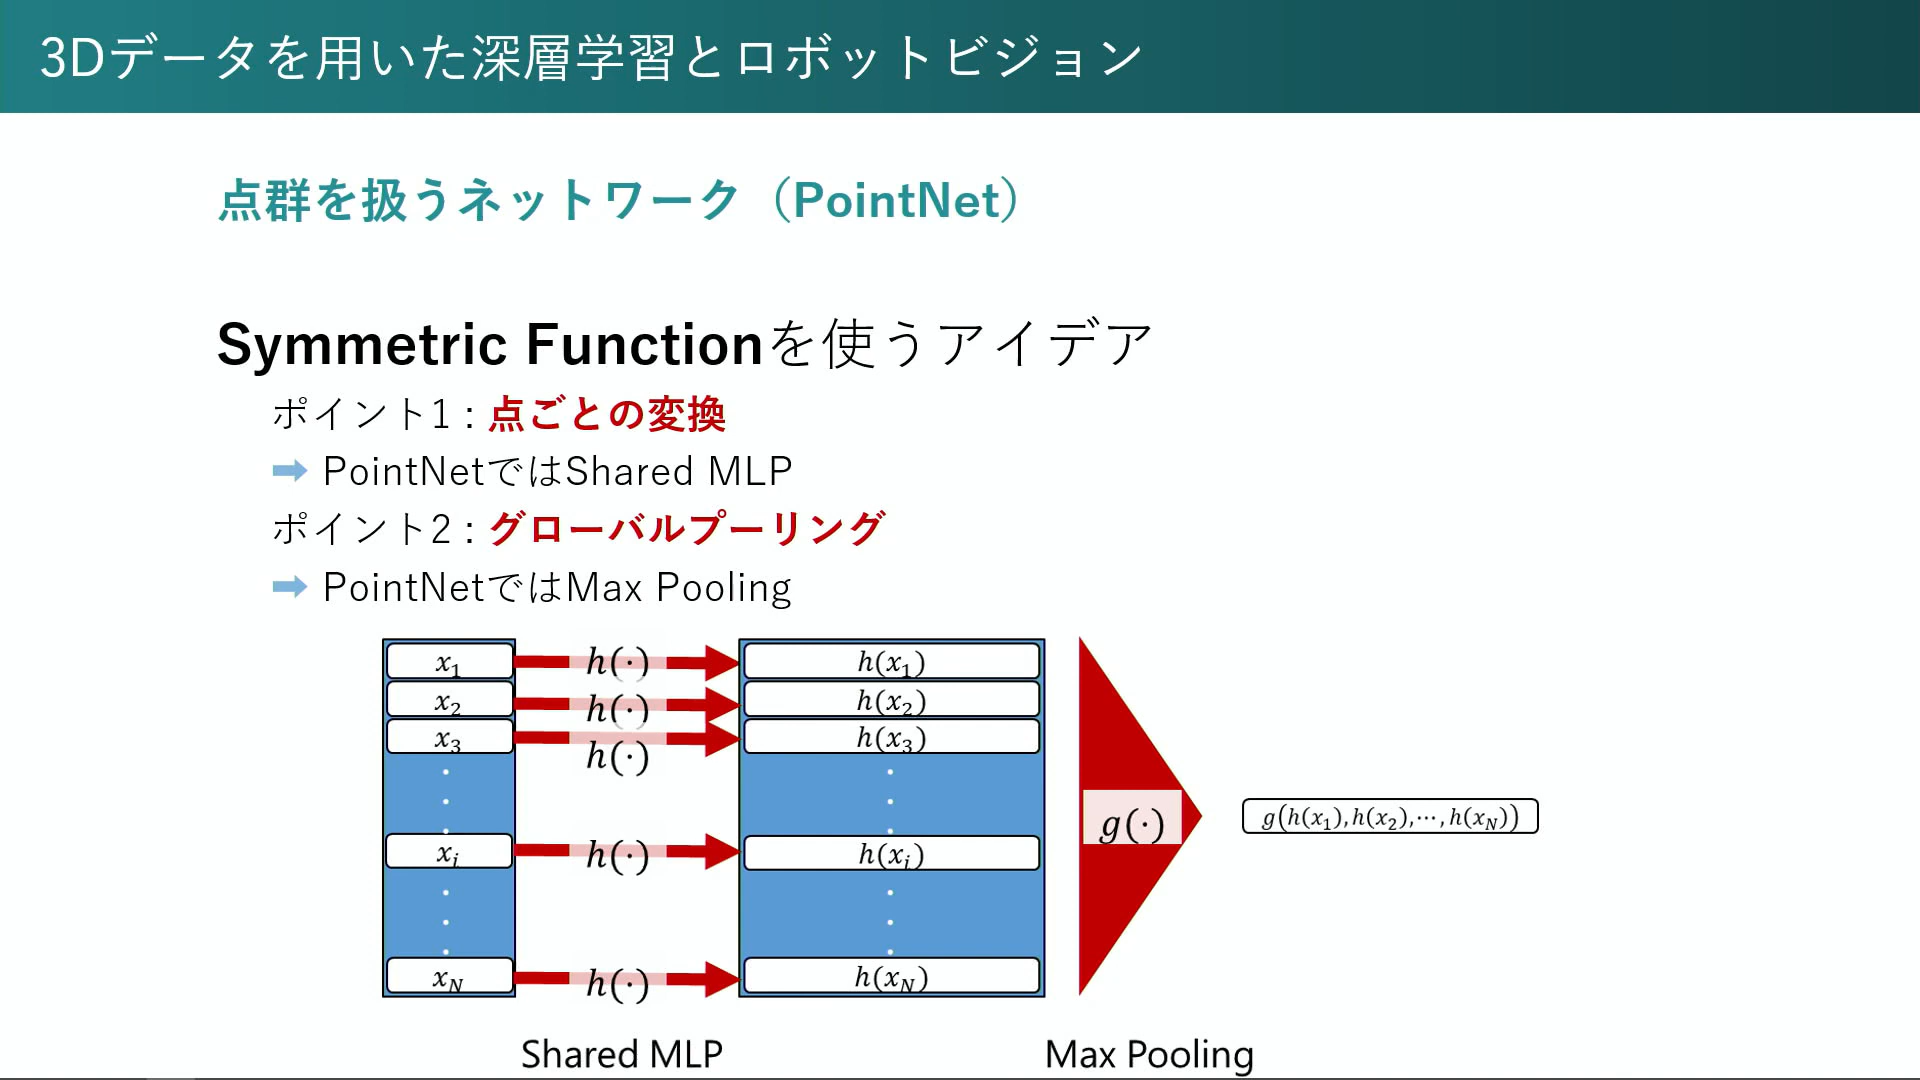 3Dデータを用いた深層学習とロボットビジョン
点群を扱うネットワーク（PointNet）
Symmetric Functionを使うアイデア
ポイント1：点ごとの変換
➡ PointNetではShared MLP
ポイント2：グローバルプーリング
➡ PointNetではMax Pooling
x₁ h(·) h(x₁)
x₂ h(·) h(x₂)
x₃ h(·) h(x₃)
g(·) g(h(x₁),h(x₂),⋯,h(x_N))
x_i h(·) h(x_i)
x_N h(·) h(x_N)
Shared MLP Max Pooling